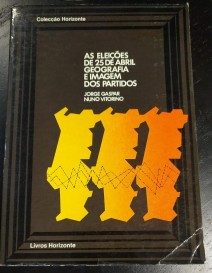 Colecção Horizonte
AS ELEIÇÕES
DE 25 DE ABRIL
GEOGRAFIA
E IMAGEM
DOS PARTIDOS
JORGE GASPAR
NUNO VITORINO
Livros Horizonte